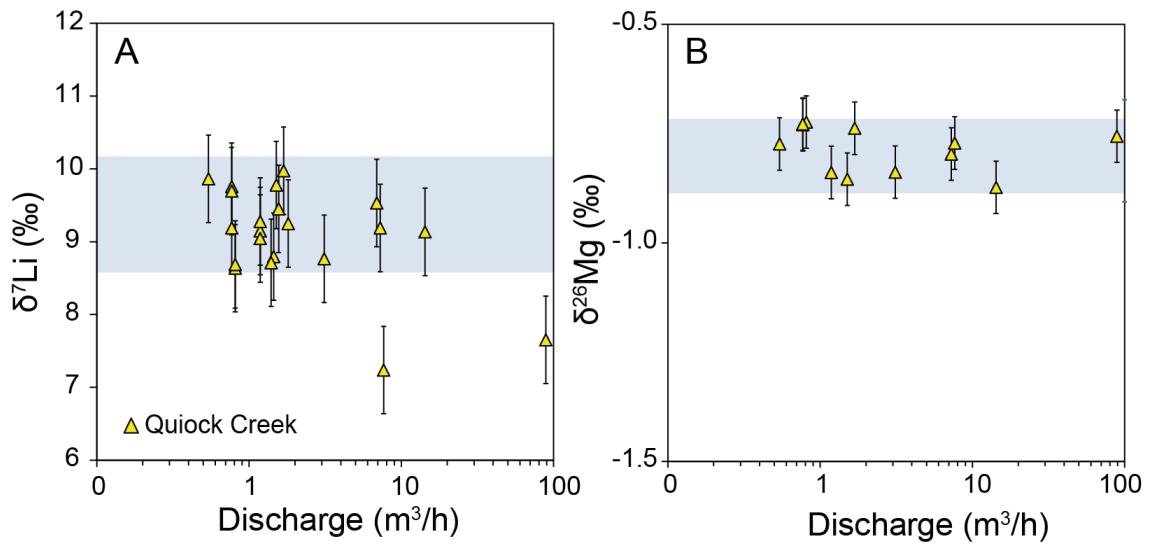 A
12
11
10
9
8
7
6
δ⁷Li (‰)
Quiock Creek
0 1 10 100
Discharge (m³/h)
B
-0.5
-1.0
-1.5
δ²⁶Mg (‰)
0 1 10 100
Discharge (m³/h)